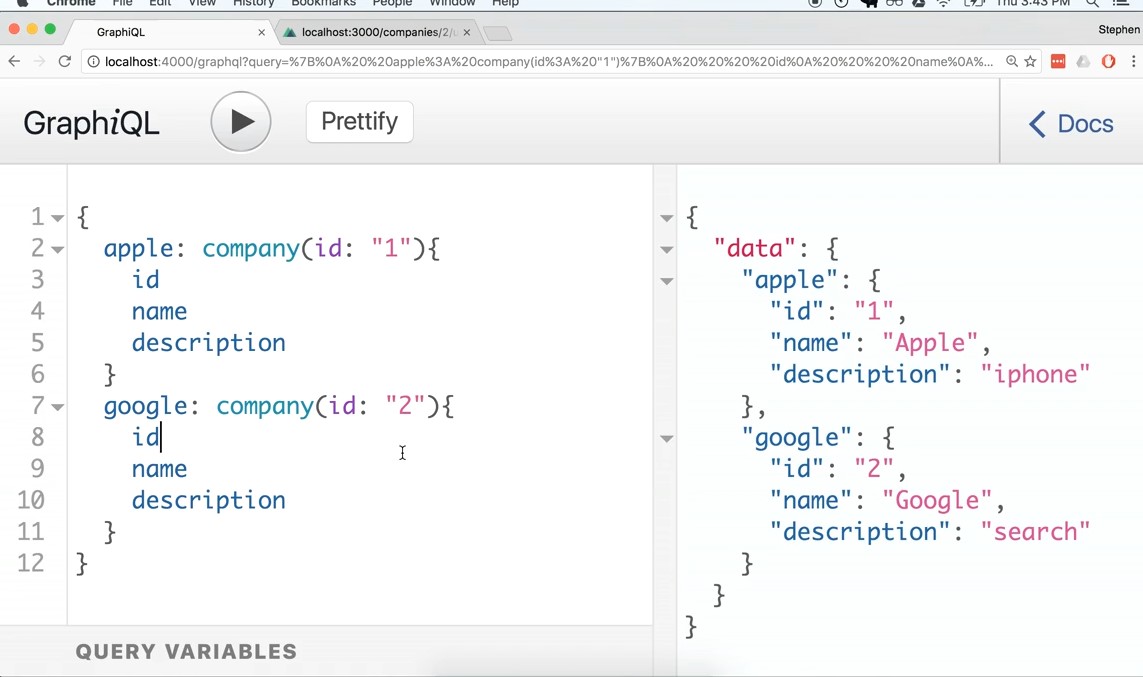 Chrome File Edit View History Bookmarks People Window Help Thu 3:43 PM
GraphiQL localhost:3000/companies/2/u Stephen
localhost:4000/graphql?query=%7B%0A%20%20apple%3A%20company(id%3A%20"1")%7B%0A%20%20%20%20id%0A%20%20%20%20name%0A%...
GraphiQL Prettify Docs
1 {
2 apple: company(id: "1"){
3 id
4 name
5 description
6 }
7 google: company(id: "2"){
8 id
9 name
10 description
11 }
12 }
QUERY VARIABLES
{
"data": {
"apple": {
"id": "1",
"name": "Apple",
"description": "iphone"
},
"google": {
"id": "2",
"name": "Google",
"description": "search"
}
}
}